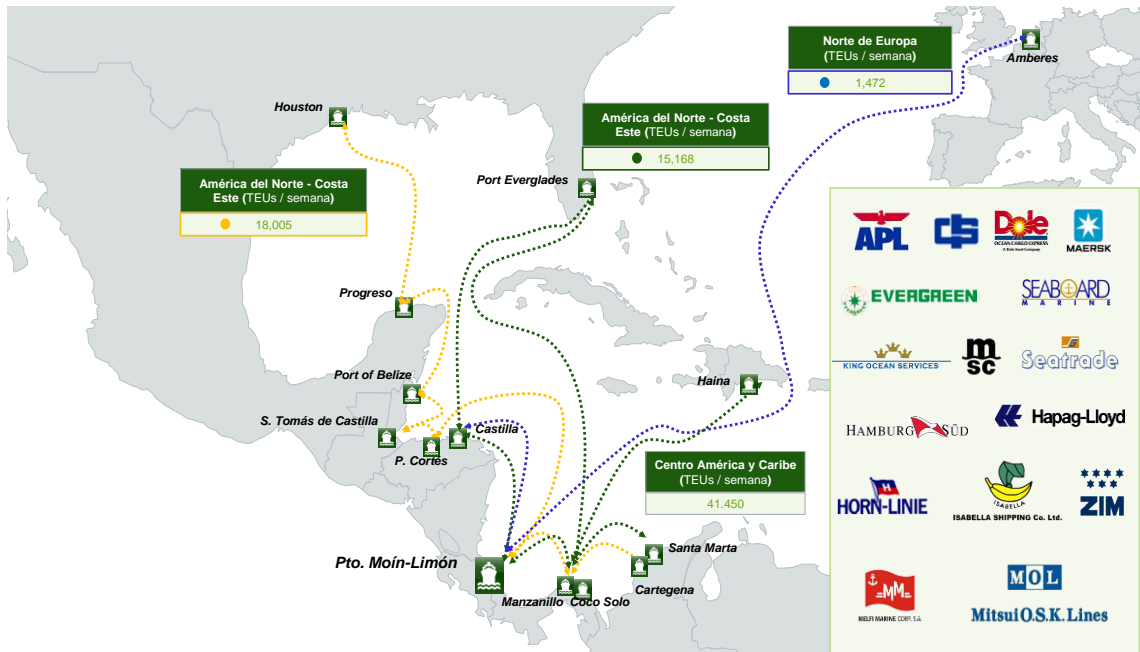 Norte de Europa
(TEUs / semana)
1,472
Amberes
Houston
América del Norte - Costa
Este (TEUs / semana)
15,168
Port Everglades
América del Norte - Costa
Este (TEUs / semana)
18,005
Progreso
Port of Belize
Haina
S. Tomás de Castilla
Castilla
P. Cortés
Centro América y Caribe
(TEUs / semana)
41.450
Pto. Moín-Limón
Santa Marta
Cartegena
Manzanillo
Coco Solo
APL
Dole
OCEAN CARGO EXPRESS
A Dole Food Company
MAERSK
EVERGREEN
SEABOARD
MARINE
KING OCEAN SERVICES
msc
Seatrade
HAMBURG SÜD
Hapag-Lloyd
H
HORN-LINIE
ISABELLA
ISABELLA SHIPPING Co. Ltd.
ZIM
MM
MELFI MARINE CORP. S.A
MOL
Mitsui O.S.K. Lines